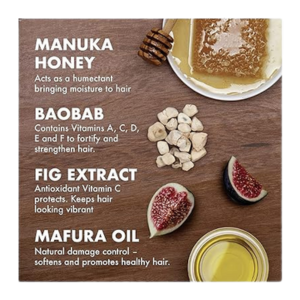 MANUKA
HONEY
Acts as a humectant
bringing moisture to hair
BAOBAB
Contains Vitamins A, C, D,
E and F to fortify and
strengthen hair.
FIG EXTRACT
Antioxidant Vitamin C
protects. Keeps hair
looking vibrant
MAFURA OIL
Natural damage control –
softens and promotes healthy hair.